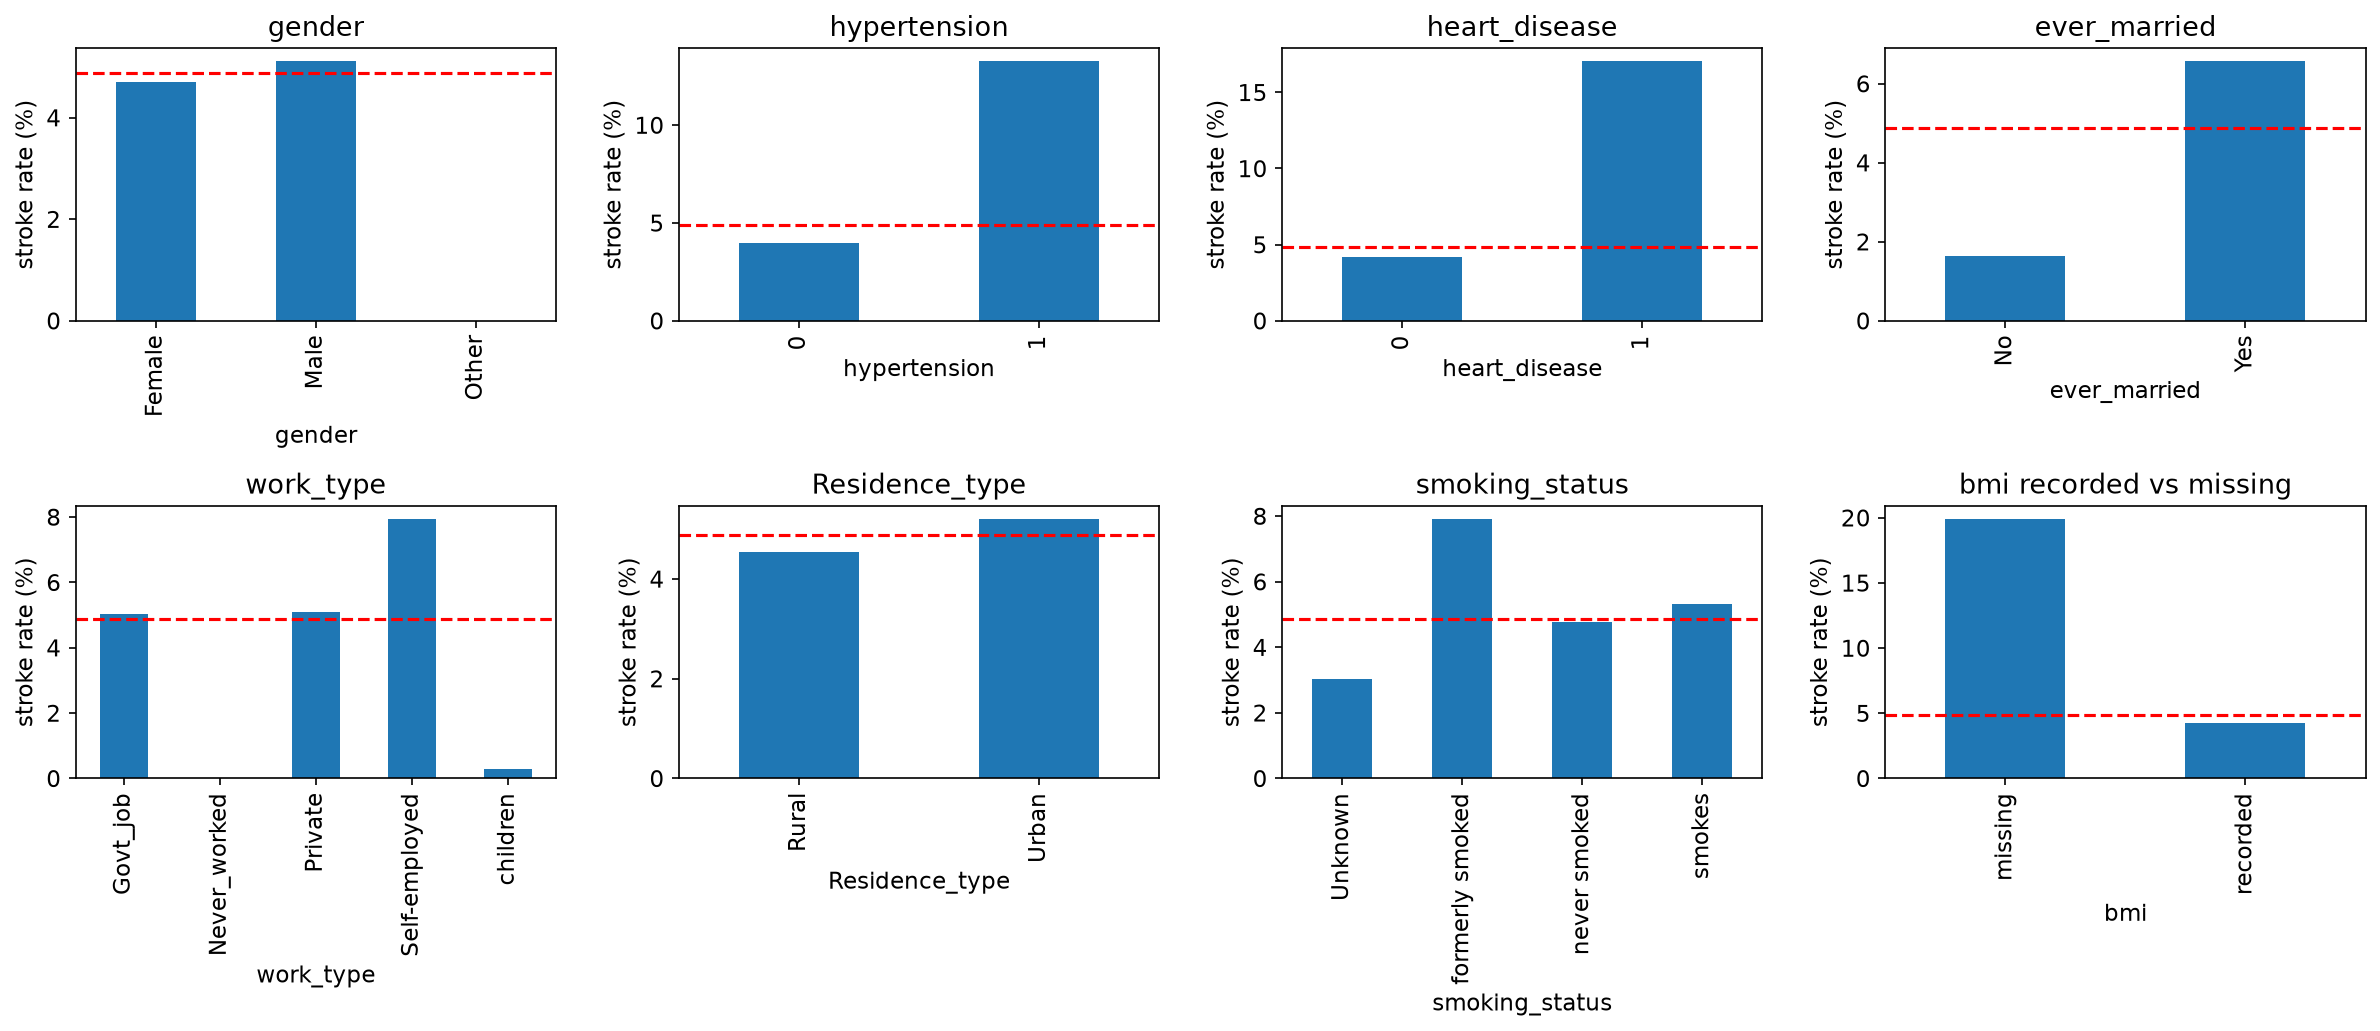 gender
stroke rate (%)
4
2
0
Female
Male
Other
gender
hypertension
stroke rate (%)
10
5
0
0
1
hypertension
heart_disease
stroke rate (%)
15
10
5
0
0
1
heart_disease
ever_married
stroke rate (%)
6
4
2
0
No
Yes
ever_married
work_type
stroke rate (%)
8
6
4
2
0
Govt_job
Never_worked
Private
Self-employed
children
work_type
Residence_type
stroke rate (%)
4
2
0
Rural
Urban
Residence_type
smoking_status
stroke rate (%)
8
6
4
2
0
Unknown
formerly smoked
never smoked
smokes
smoking_status
bmi recorded vs missing
stroke rate (%)
20
15
10
5
0
missing
recorded
bmi